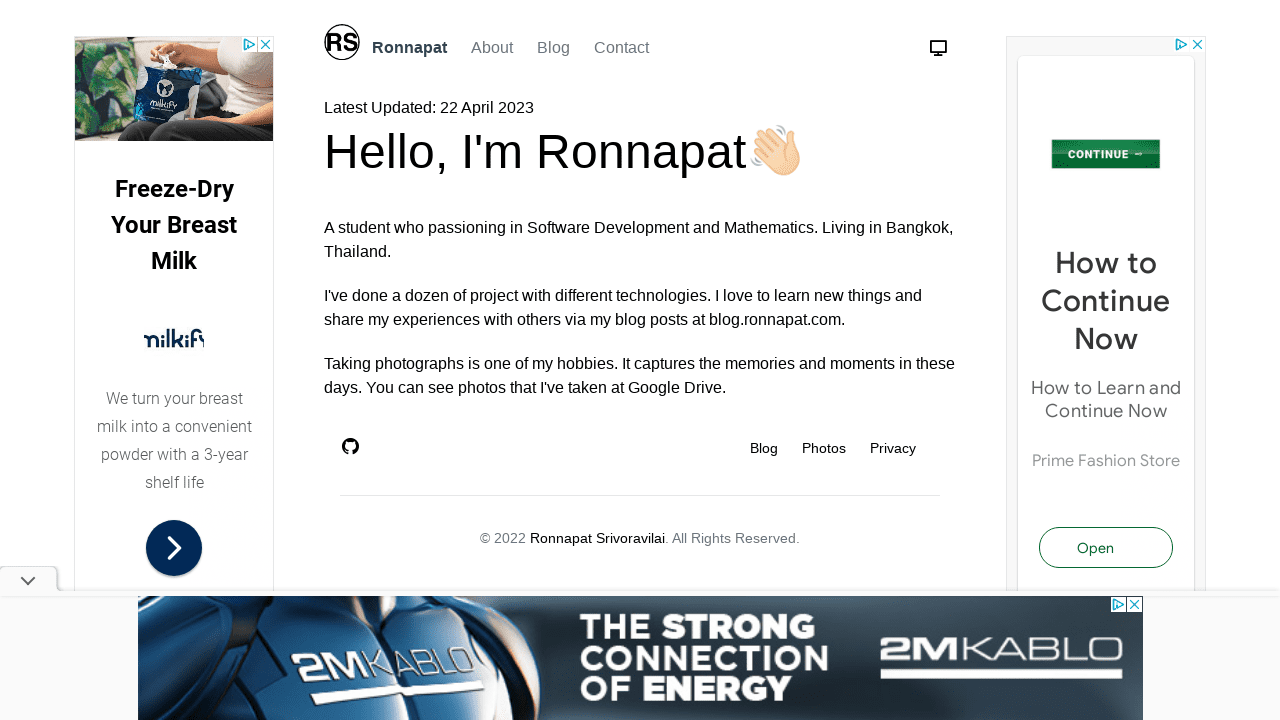 RS
Ronnapat
About
Blog
Contact
Latest Updated: 22 April 2023
Hello, I'm Ronnapat👋🏻
A student who passioning in Software Development and Mathematics. Living in Bangkok,
Thailand.
I've done a dozen of project with different technologies. I love to learn new things and
share my experiences with others via my blog posts at blog.ronnapat.com.
Taking photographs is one of my hobbies. It captures the memories and moments in these
days. You can see photos that I've taken at Google Drive.
Blog
Photos
Privacy
© 2022 Ronnapat Srivoravilai. All Rights Reserved.
milkify
Freeze-Dry
Your Breast
Milk
milkify
We turn your breast
milk into a convenient
powder with a 3-year
shelf life
CONTINUE →
How to
Continue
Now
How to Learn and
Continue Now
Prime Fashion Store
Open
2MKABLO
THE STRONG
CONNECTION
OF ENERGY
2MKABLO